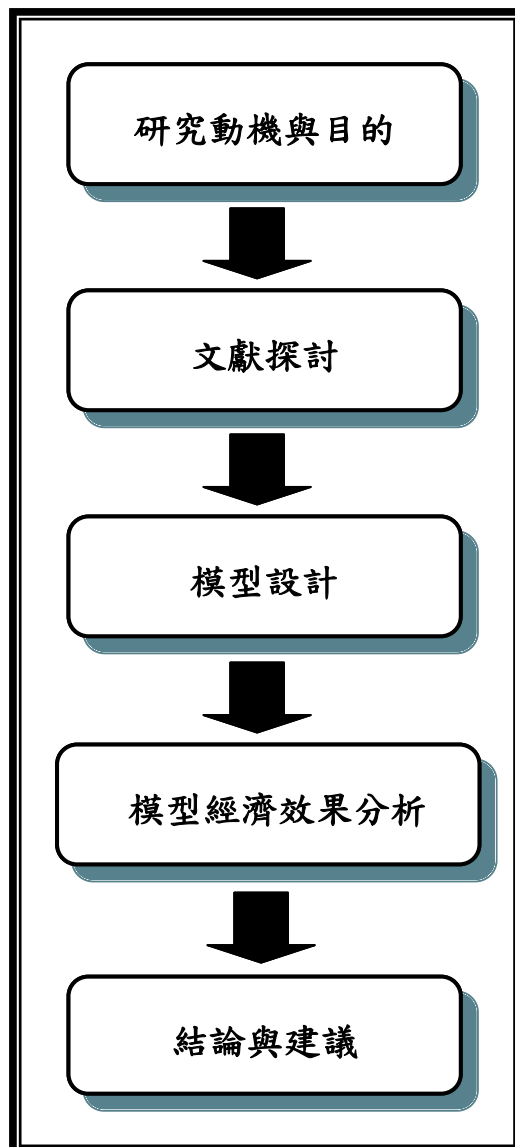 研究動機與目的
文獻探討
模型設計
模型經濟效果分析
結論與建議